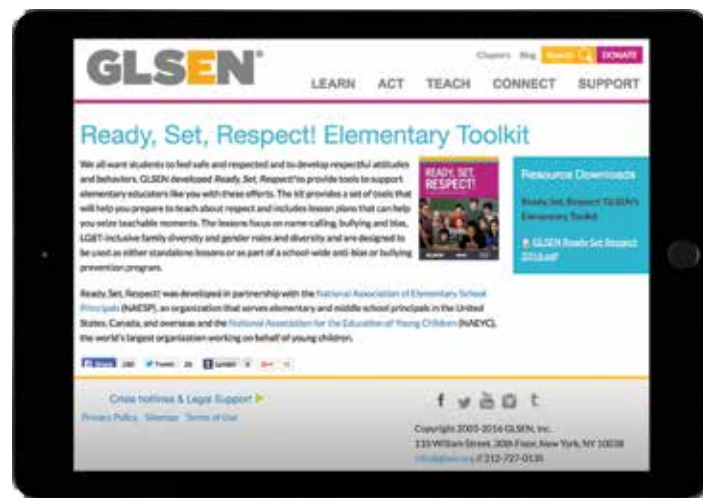 GLSEN®
Chapters Blog Search DONATE
LEARN ACT TEACH CONNECT SUPPORT
Ready, Set, Respect! Elementary Toolkit
We all want students to feel safe and respected and to develop respectful attitudes
and behaviors. GLSEN developed Ready, Set, Respect! to provide tools to support
elementary educators like you with these efforts. The kit provides a set of tools that
will help you prepare to teach about respect and includes lesson plans that can help
you seize teachable moments. The lessons focus on name-calling, bullying and bias,
LGBT-inclusive family diversity and gender roles and diversity and are designed to
be used as either standalone lessons or as part of a school-wide anti-bias or bullying
prevention program.
READY, SET,
RESPECT!
Resource Downloads
Ready, Set, Respect! GLSEN's
Elementary Toolkit
GLSEN Ready Set Respect
2016.pdf
Ready, Set, Respect! was developed in partnership with the National Association of Elementary School
Principals (NAESP), an organization that serves elementary and middle school principals in the United
States, Canada, and overseas and the National Association for the Education of Young Children (NAEYC),
the world's largest organization working on behalf of young children.
Share Tweet
Crisis hotlines & Legal Support
Privacy Policy Sitemap Terms of Use
Copyright 2003-2016 GLSEN, Inc.
110 William Street, 30th Floor, New York, NY 10038
info@glsen.org // 212-727-0135